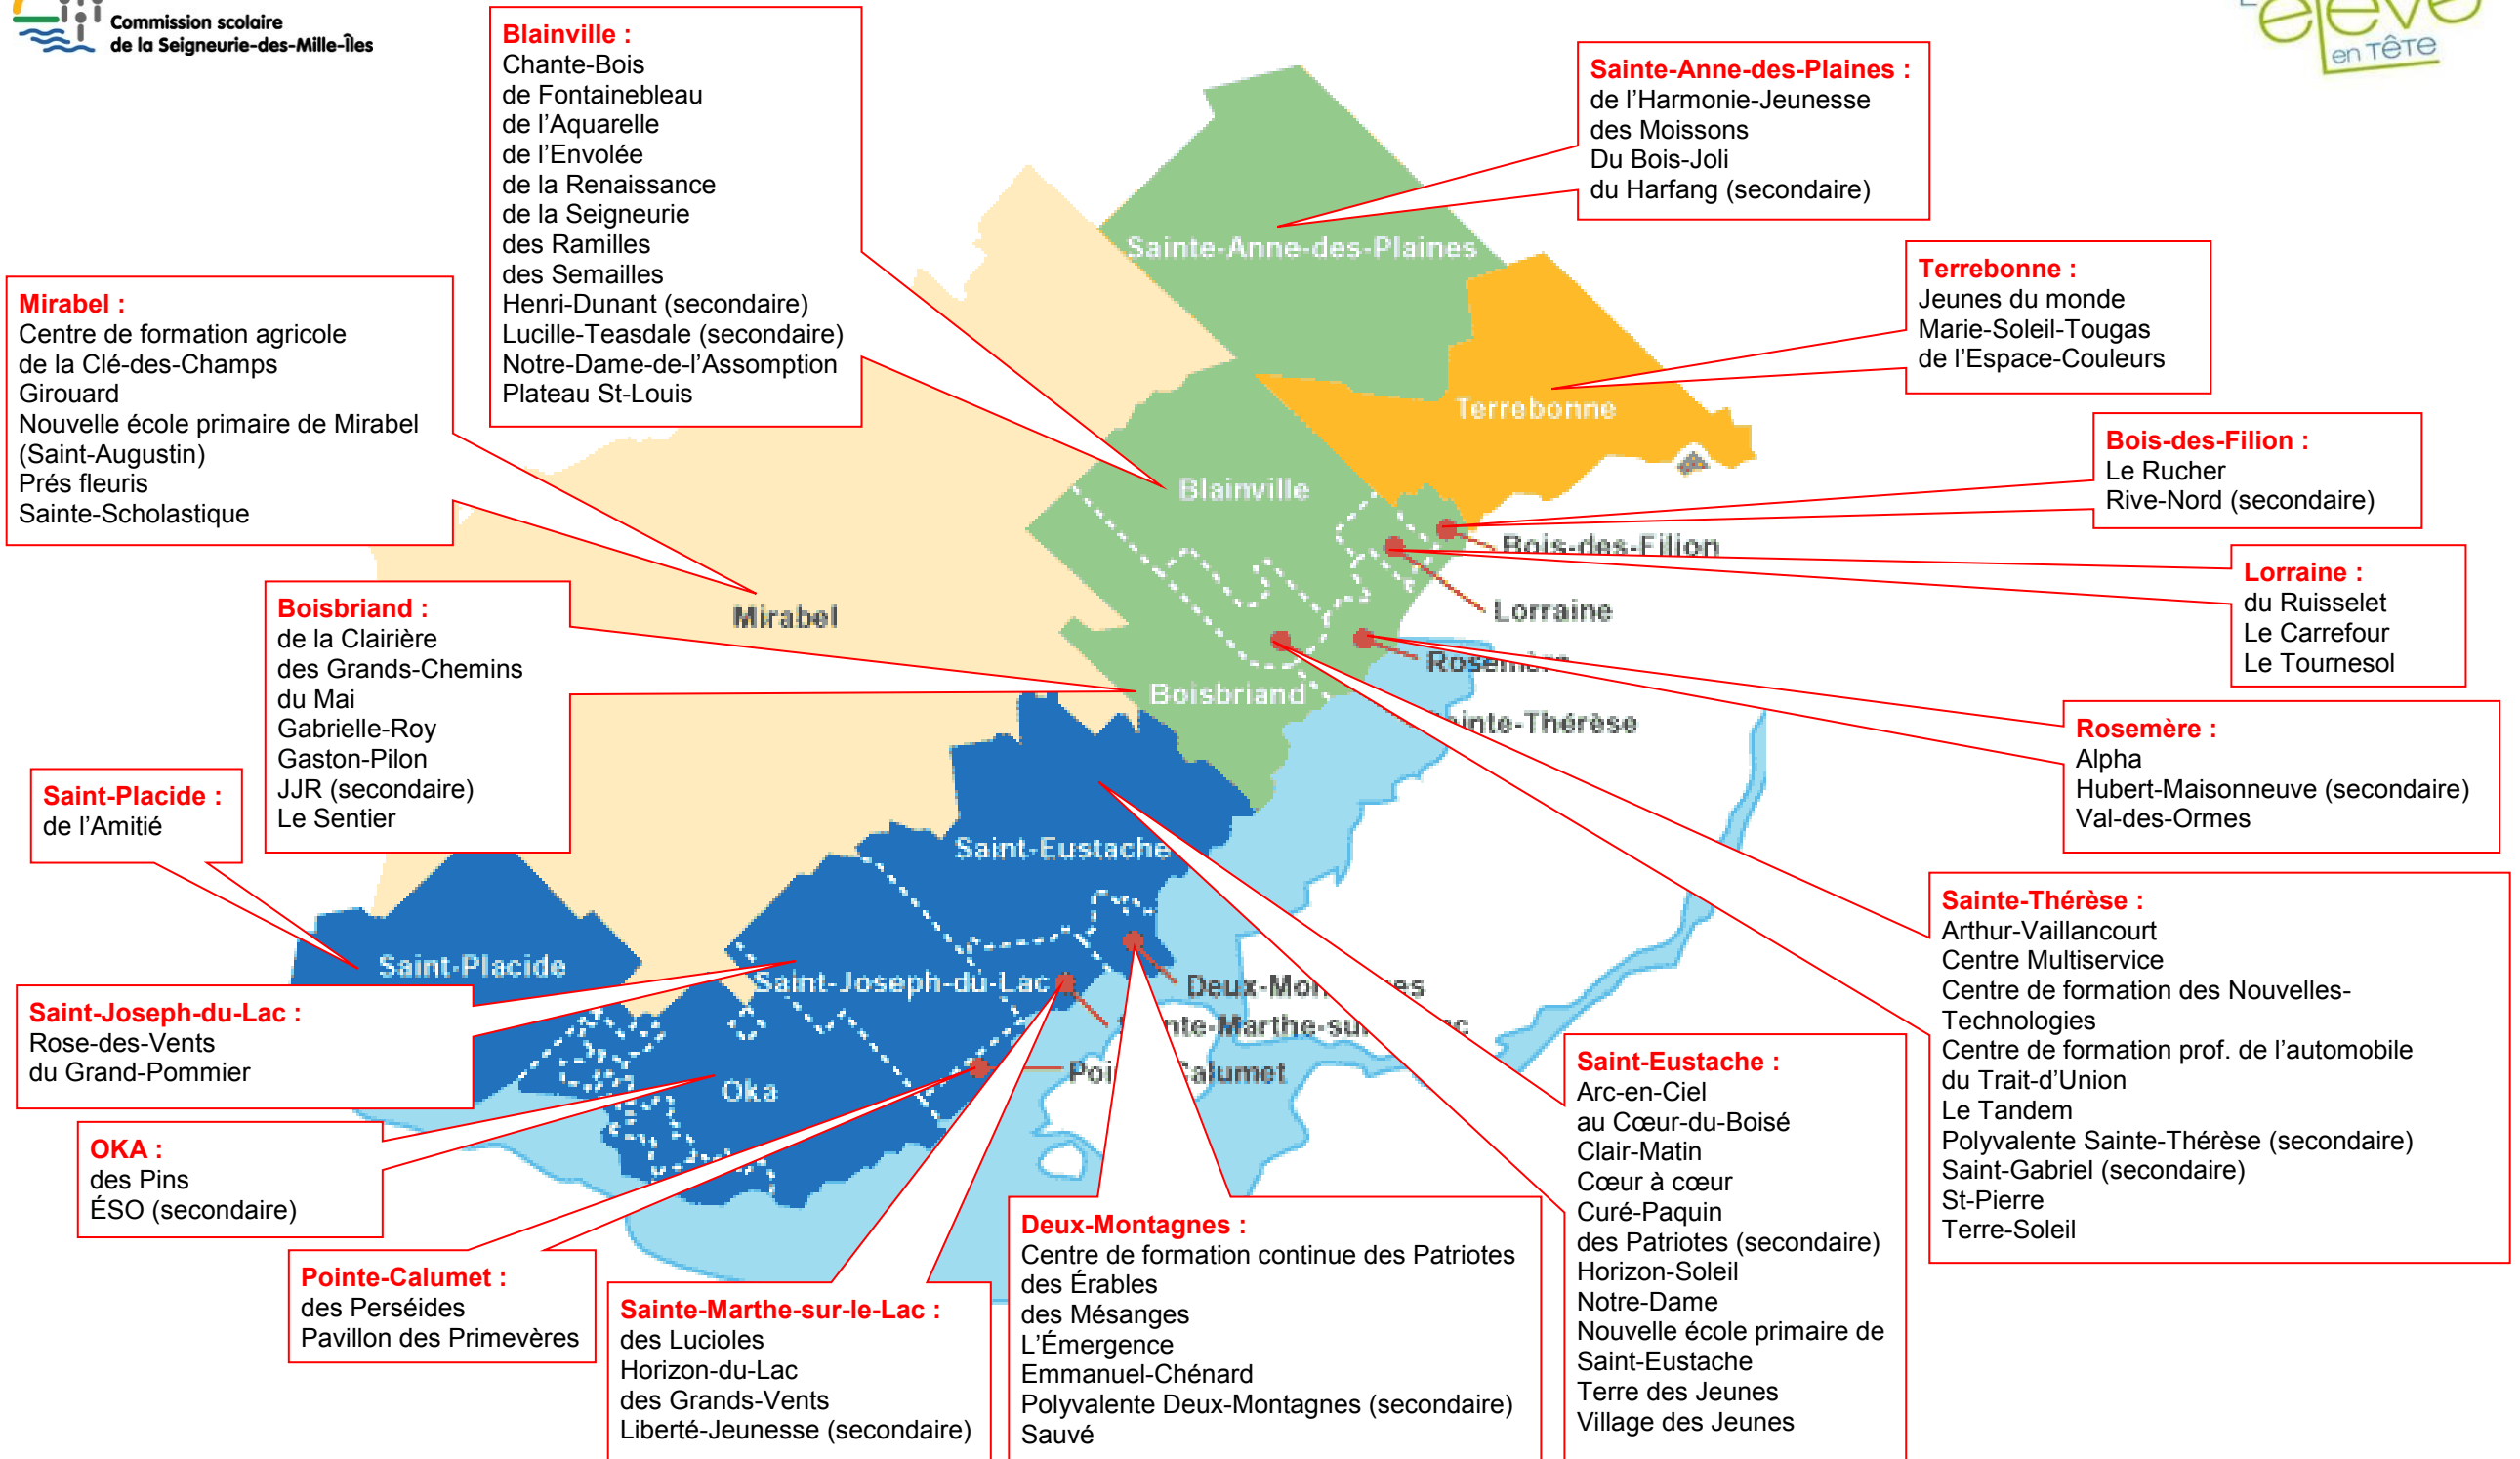 Commission scolaire
de la Seigneurie-des-Mille-Îles
élève
en TÊTE
Blainville :
Chante-Bois
de Fontainebleau
de l'Aquarelle
de l'Envolée
de la Renaissance
de la Seigneurie
des Ramilles
des Semailles
Henri-Dunant (secondaire)
Lucille-Teasdale (secondaire)
Notre-Dame-de-l'Assomption
Plateau St-Louis
Sainte-Anne-des-Plaines :
de l'Harmonie-Jeunesse
des Moissons
Du Bois-Joli
du Harfang (secondaire)
Mirabel :
Centre de formation agricole
de la Clé-des-Champs
Girouard
Nouvelle école primaire de Mirabel
(Saint-Augustin)
Prés fleuris
Sainte-Scholastique
Terrebonne :
Jeunes du monde
Marie-Soleil-Tougas
de l'Espace-Couleurs
Bois-des-Filion :
Le Rucher
Rive-Nord (secondaire)
Lorraine :
du Ruisselet
Le Carrefour
Le Tournesol
Boisbriand :
de la Clairière
des Grands-Chemins
du Mai
Gabrielle-Roy
Gaston-Pilon
JJR (secondaire)
Le Sentier
Rosemère :
Alpha
Hubert-Maisonneuve (secondaire)
Val-des-Ormes
Saint-Placide :
de l'Amitié
Sainte-Thérèse :
Arthur-Vaillancourt
Centre Multiservice
Centre de formation des Nouvelles-
Technologies
Centre de formation prof. de l'automobile
du Trait-d'Union
Le Tandem
Polyvalente Sainte-Thérèse (secondaire)
Saint-Gabriel (secondaire)
St-Pierre
Terre-Soleil
Saint-Joseph-du-Lac :
Rose-des-Vents
du Grand-Pommier
OKA :
des Pins
ÉSO (secondaire)
Pointe-Calumet :
des Perséides
Pavillon des Primevères
Sainte-Marthe-sur-le-Lac :
des Lucioles
Horizon-du-Lac
des Grands-Vents
Liberté-Jeunesse (secondaire)
Deux-Montagnes :
Centre de formation continue des Patriotes
des Érables
des Mésanges
L'Émergence
Emmanuel-Chénard
Polyvalente Deux-Montagnes (secondaire)
Sauvé
Saint-Eustache :
Arc-en-Ciel
au Cœur-du-Boisé
Clair-Matin
Cœur à cœur
Curé-Paquin
des Patriotes (secondaire)
Horizon-Soleil
Notre-Dame
Nouvelle école primaire de
Saint-Eustache
Terre des Jeunes
Village des Jeunes
Sainte-Anne-des-Plaines
Terrebonne
Blainville
Bois-des-Filion
Lorraine
Mirabel
Rosemère
Boisbriand
inte-Thérèse
Saint-Eustache
Saint-Placide
Saint-Joseph-du-Lac
Deux-Mon es
nte-Marthe-su c
Poi Calumet
Oka